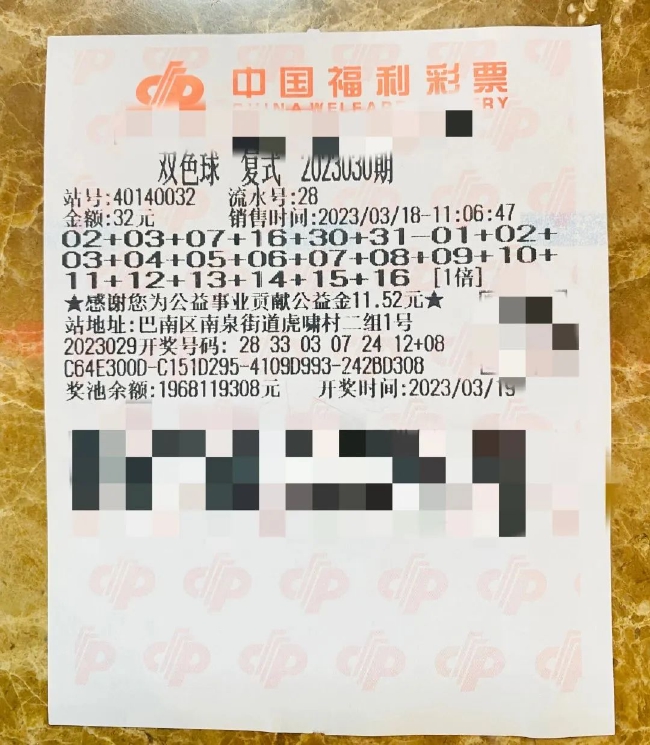 中国福利彩票
CHINA WELFARE LOTTERY
双色球 复式 2023030期
站号:40140032 流水号:28
金额:32元 销售时间:2023/03/18-11:06:47
02+03+07+16+30+31-01+02+
03+04+05+06+07+08+09+10+
11+12+13+14+15+16 [1倍]
★感谢您为公益事业贡献公益金11.52元★
站地址:巴南区南泉街道虎啸村二组1号
2023029开奖号码: 28 33 03 07 24 12+08
C64E300D-C151D295-4109D993-242BD308
奖池余额:1968119308元 开奖时间:2023/03/19